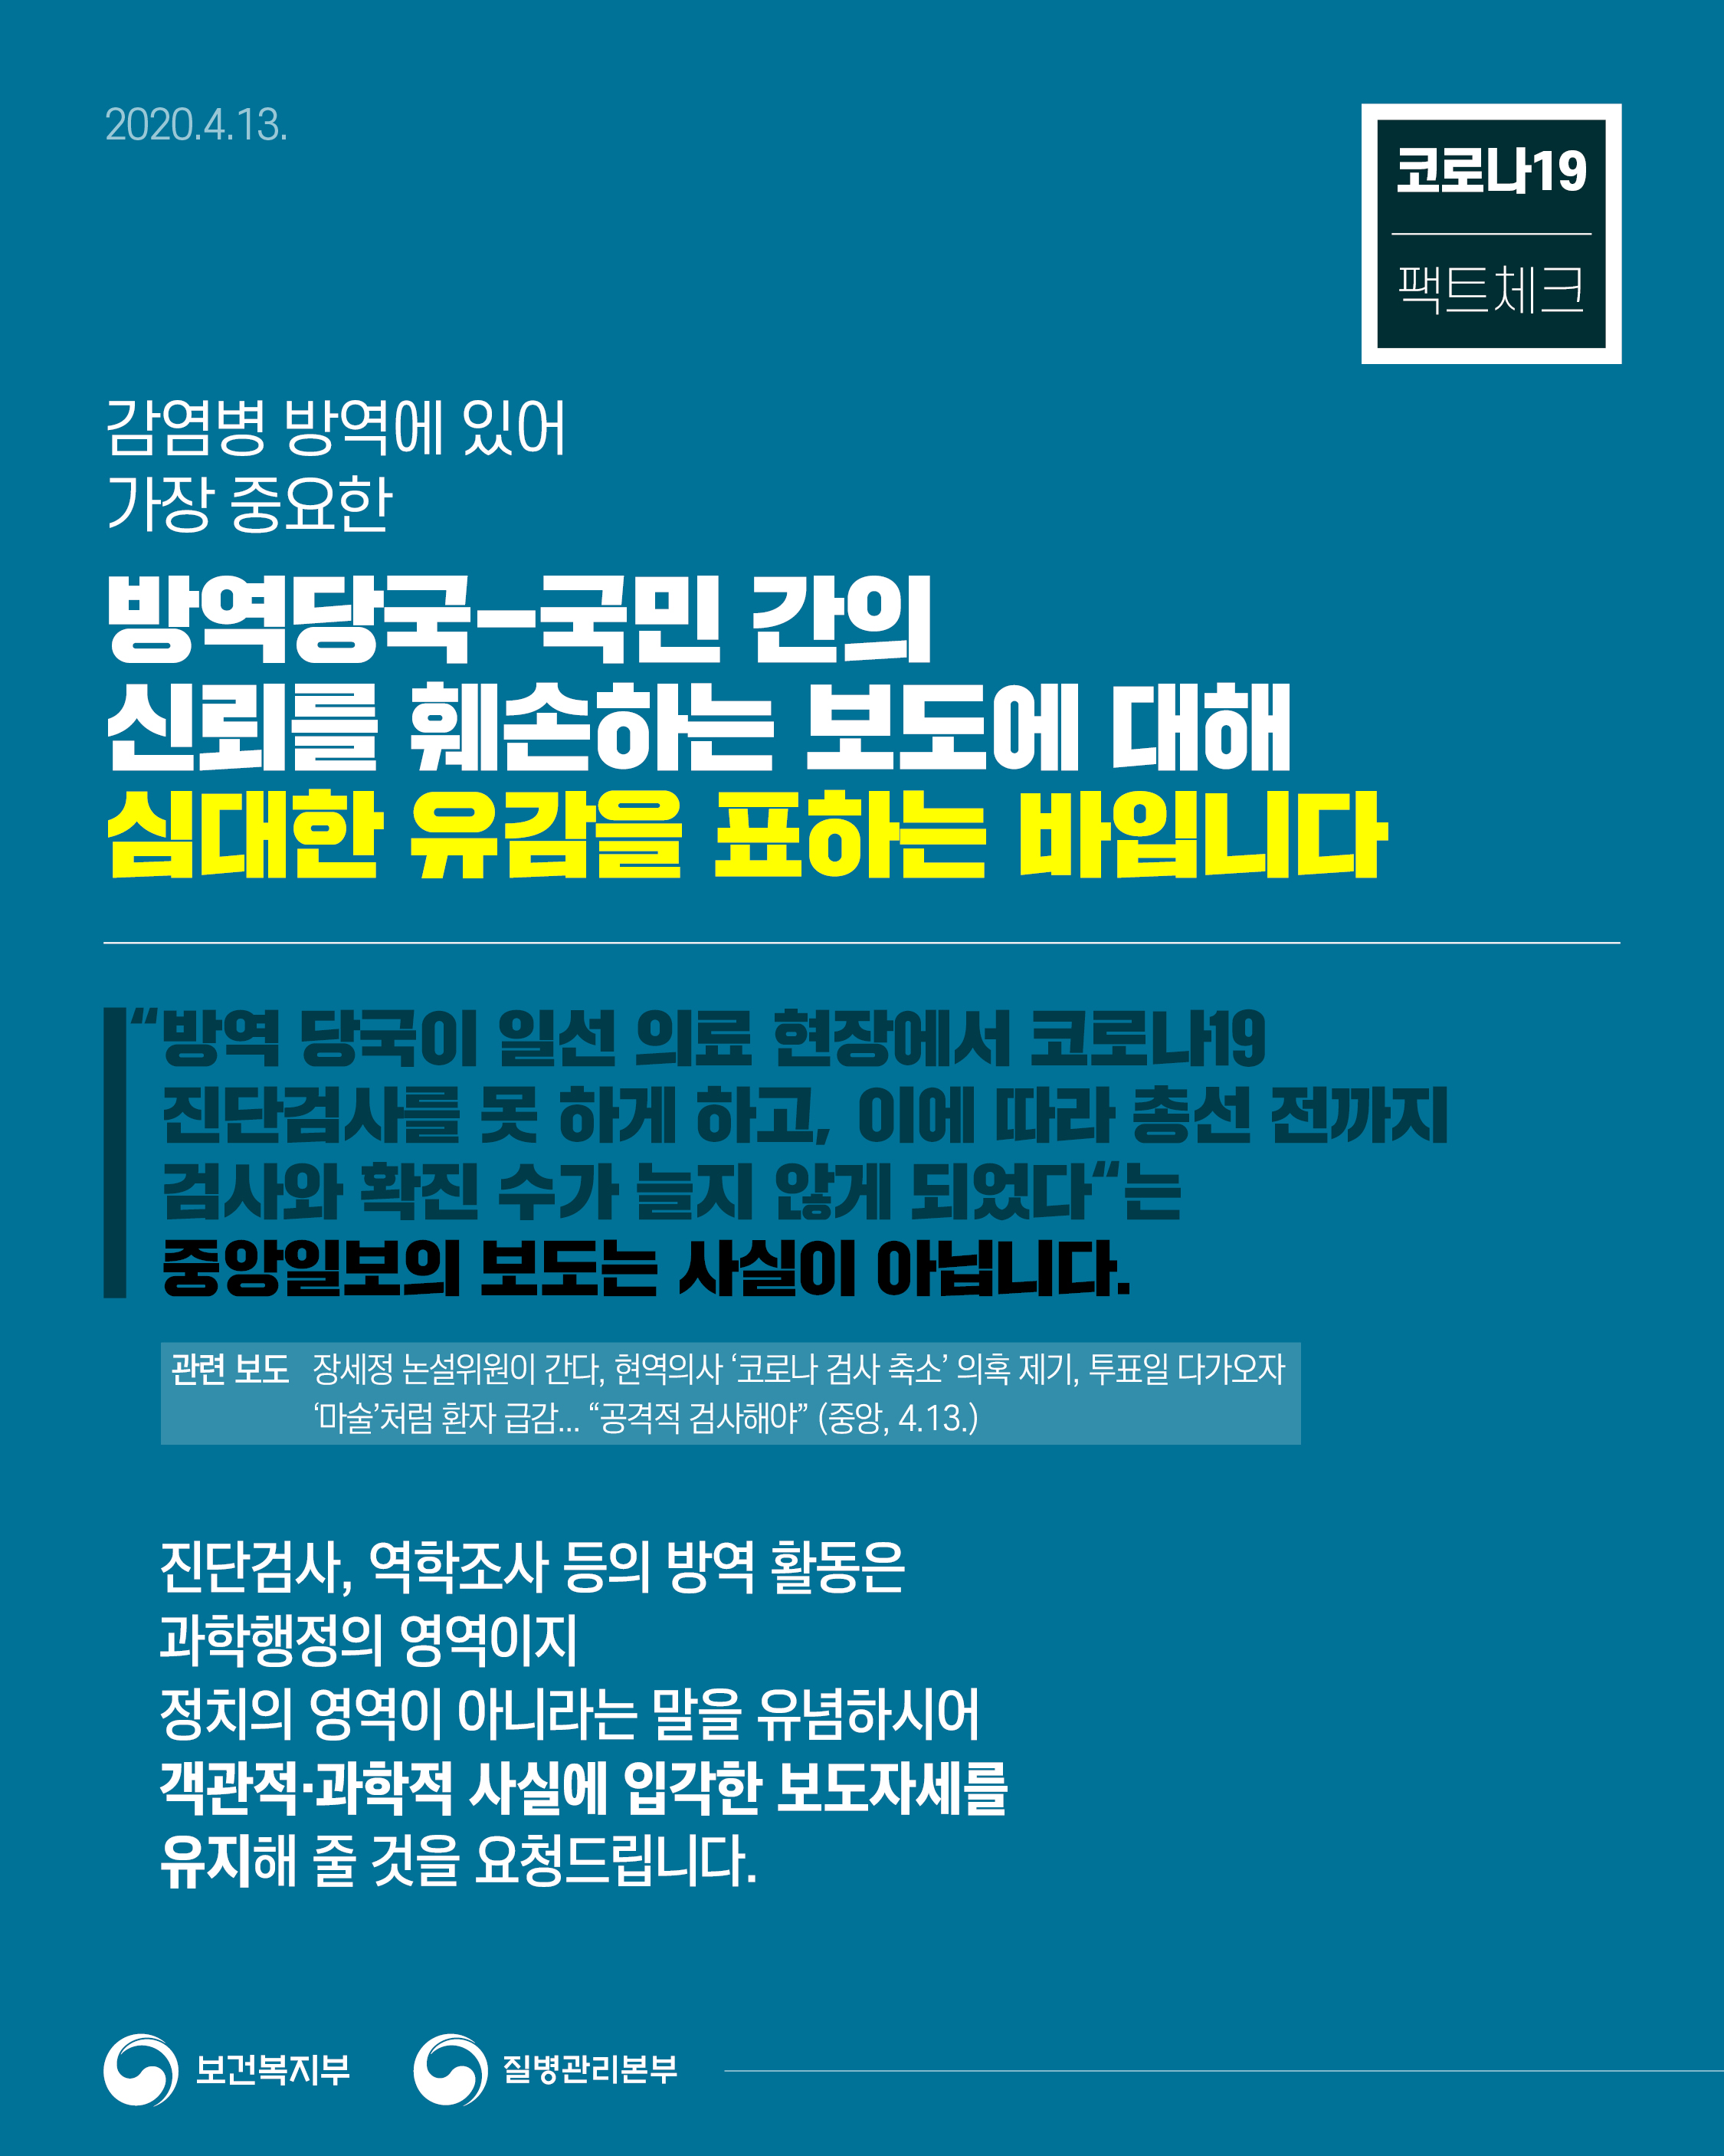 2020.4.13.
코로나19
팩트체크
감염병 방역에 있어
가장 중요한
방역당국-국민 간의
신뢰를 훼손하는 보도에 대해
심대한 유감을 표하는 바입니다
“방역 당국이 일선 의료 현장에서 코로나19
진단검사를 못 하게 하고, 이에 따라 총선 전까지
검사와 확진 수가 늘지 않게 되었다“는
중앙일보의 보도는 사실이 아닙니다.
관련 보도 장세정 논설위원이 간다, 현역의사 ‘코로나 검사 축소’ 의혹 제기, 투표일 다가오자
‘마술’처럼 환자 급감... “공격적 검사해야” (중앙, 4.13.)
진단검사, 역학조사 등의 방역 활동은
과학행정의 영역이지
정치의 영역이 아니라는 말을 유념하시어
객관적·과학적 사실에 입각한 보도자세를
유지해 줄 것을 요청드립니다.
보건복지부 질병관리본부